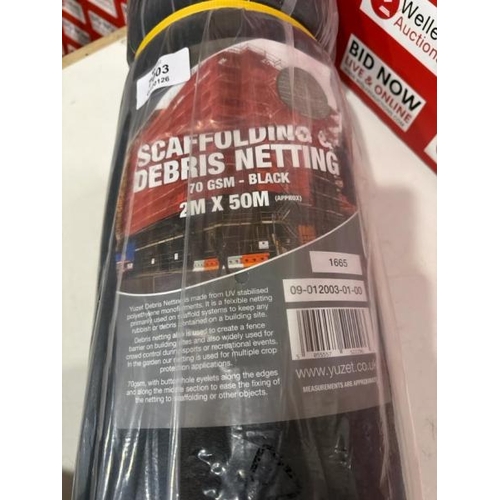 Welle
Auction
BID NOW
LIVE & ONLINE
503
SCAFFOLDING &
DEBRIS NETTING
70 GSM - BLACK
2M X 50M (APPROX)
1665
09-012003-01-00
Yuzet Debris Netting is made from UV stabilised
polyethylene monofilaments. It is a feixible netting
primarily used on scaffold systems to keep any
rubbish or debris contained on a building site.
Debris netting also is used to create a fence
barrier on building sites and also widely used for
crowd control during sports or recreational events.
In the garden our netting is used for multiple crop
protection applications.
70gsm, with buttonhole eyelets along the edges
and along the middle section to ease the fixing of
the netting to scaffolding or other objects.
www.yuzet.co.uk
MEASUREMENTS ARE APPROXIMATE